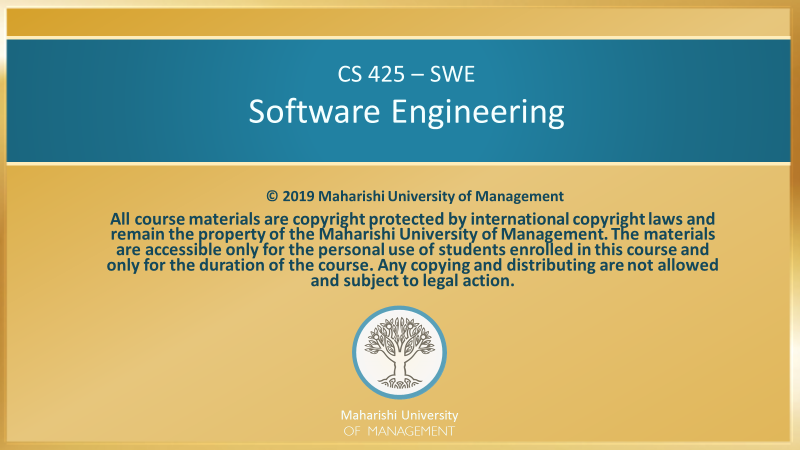 CS 425 – SWE
Software Engineering
© 2019 Maharishi University of Management
All course materials are copyright protected by international copyright laws and
remain the property of the Maharishi University of Management. The materials
are accessible only for the personal use of students enrolled in this course and
only for the duration of the course. Any copying and distributing are not allowed
and subject to legal action.
Maharishi University
OF MANAGEMENT